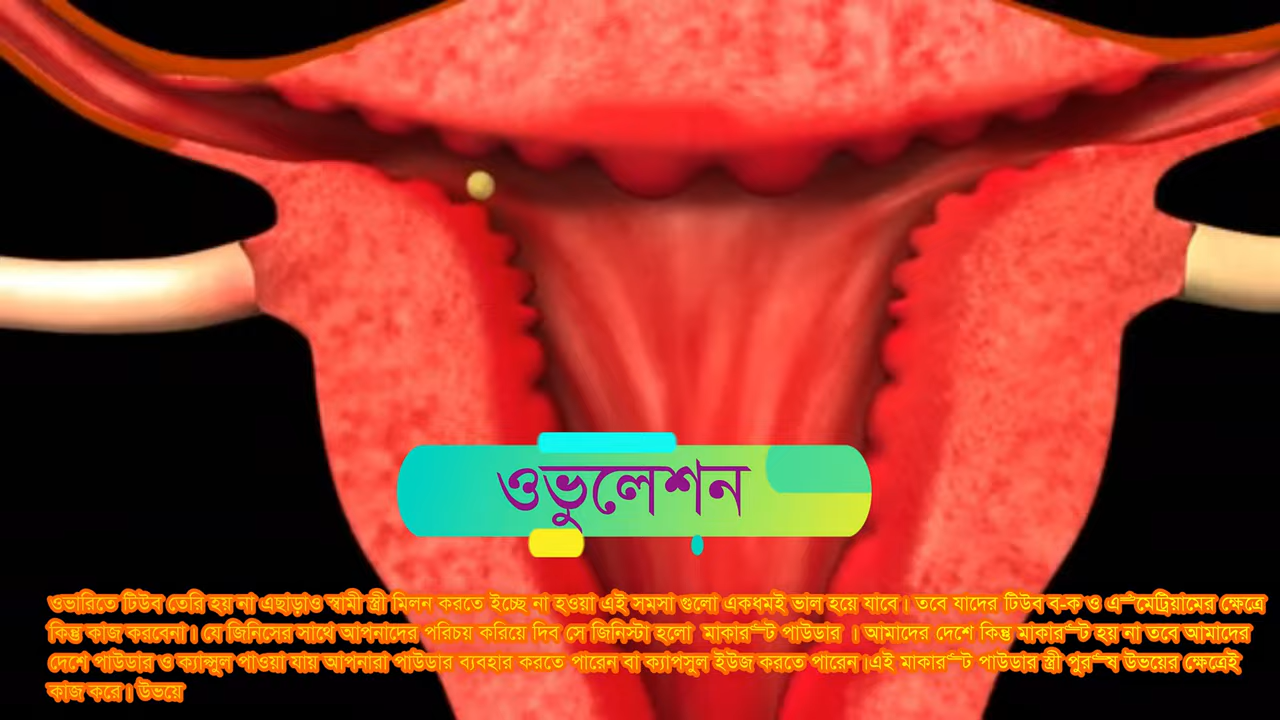 ওভুলেশন
ওভারিতে টিউব তেরি হয় না এছাড়াও স্বামী স্ত্রী মিলন করতে ইচ্ছে না হওয়া এই সমসা গুলো একধমই ভাল হয়ে যাবে। তবে যাদের টিউব ব-ক ও এ্মেট্রিয়ামের ক্ষেত্রে
কিন্তু কাজ করবেনা। যে জিনিসের সাথে আপনাদের পরিচয় করিয়ে দিব সে জিনিস্টা হলো মাকার্ট পাউডার । আমাদের দেশে কিন্তু মাকার্ট হয় না তবে আমাদের
দেশে পাউডার ও ক্যাপ্সুল পাওয়া যায় আপনারা পাউডার ব্যবহার করতে পারেন বা ক্যাপসুল ইউজ করতে পারেন।এই মাকার্ট পাউডার স্ত্রী পুর্ষ উভয়ের ক্ষেত্রেই
কাজ করে। উভয়ে